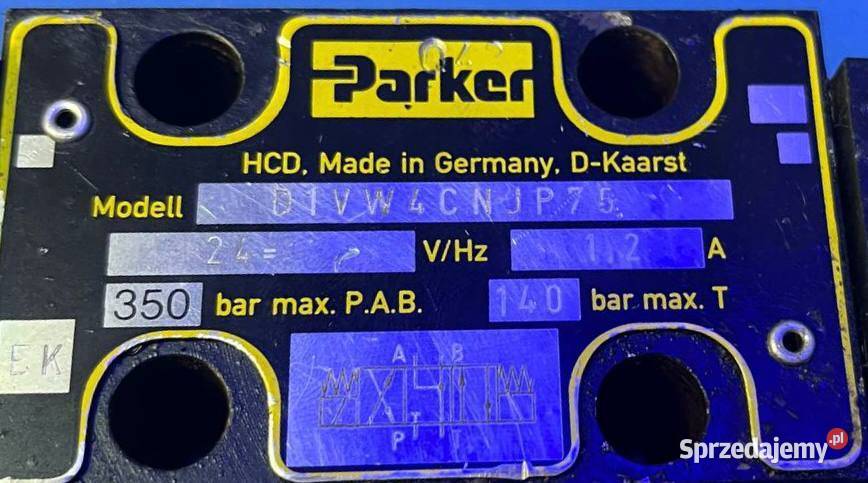 Parker
HCD, Made in Germany, D-Kaarst
Modell D1VW4CNJP75
24= V/Hz 1.2 A
350 bar max. P.A.B. 140 bar max. T
EK
A B
P T
Sprzedajemy.pl